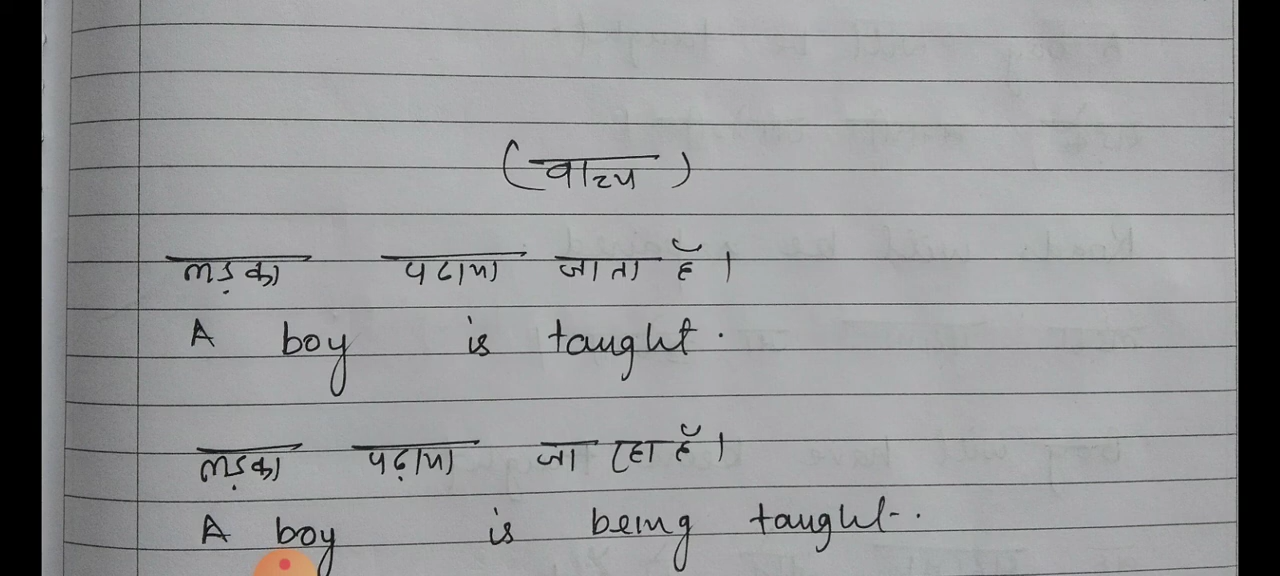 (वाच्य)
लड़का पढाया जाता है।
A boy is taught.
लड़का पढ़ाया जा रहा है।
A boy is being taught.